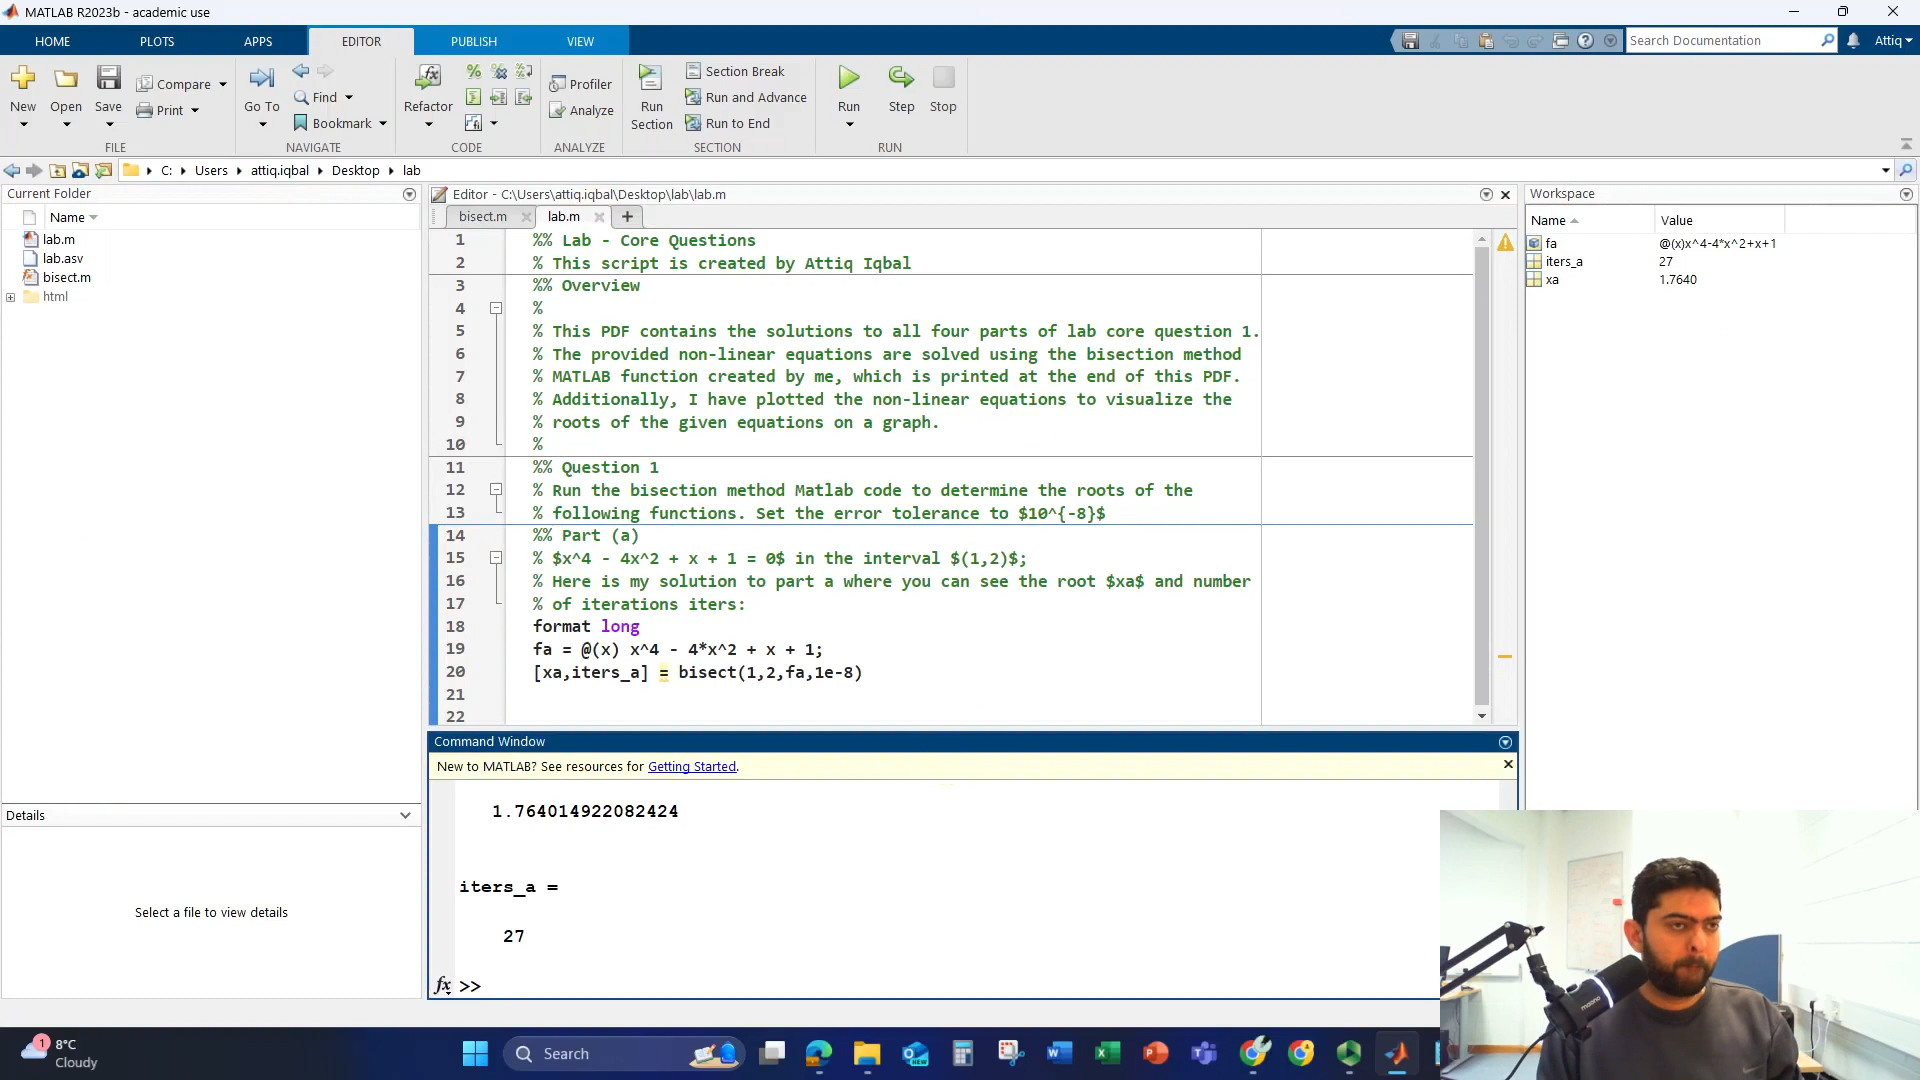 MATLAB R2023b - academic use
HOME PLOTS APPS EDITOR PUBLISH VIEW
Search Documentation
Attiq
New
Open
Save
Compare
Print
FILE
Go To
Find
Bookmark
NAVIGATE
Refactor
CODE
Profiler
Analyze
ANALYZE
Run
Section
Section Break
Run and Advance
Run to End
SECTION
Run
Step
Stop
RUN
C: Users attiq.iqbal Desktop lab
Current Folder
Name
lab.m
lab.asv
bisect.m
html
Details
Select a file to view details
Editor - C:\Users\attiq.iqbal\Desktop\lab\lab.m
bisect.m lab.m
1 %% Lab - Core Questions
2 % This script is created by Attiq Iqbal
3 %% Overview
4 %
5 % This PDF contains the solutions to all four parts of lab core question 1.
6 % The provided non-linear equations are solved using the bisection method
7 % MATLAB function created by me, which is printed at the end of this PDF.
8 % Additionally, I have plotted the non-linear equations to visualize the
9 % roots of the given equations on a graph.
10 %
11 %% Question 1
12 % Run the bisection method Matlab code to determine the roots of the
13 % following functions. Set the error tolerance to $10^{-8}$
14 %% Part (a)
15 % $x^4 - 4x^2 + x + 1 = 0$ in the interval $(1,2)$;
16 % Here is my solution to part a where you can see the root $xa$ and number
17 % of iterations iters:
18 format long
19 fa = @(x) x^4 - 4*x^2 + x + 1;
20 [xa,iters_a] = bisect(1,2,fa,1e-8)
21
22
Command Window
New to MATLAB? See resources for Getting Started.
1.764014922082424
iters_a =
27
fx >>
Workspace
Name Value
fa @(x)x^4-4*x^2+x+1
iters_a 27
xa 1.7640
1
8°C
Cloudy
Search
NEW